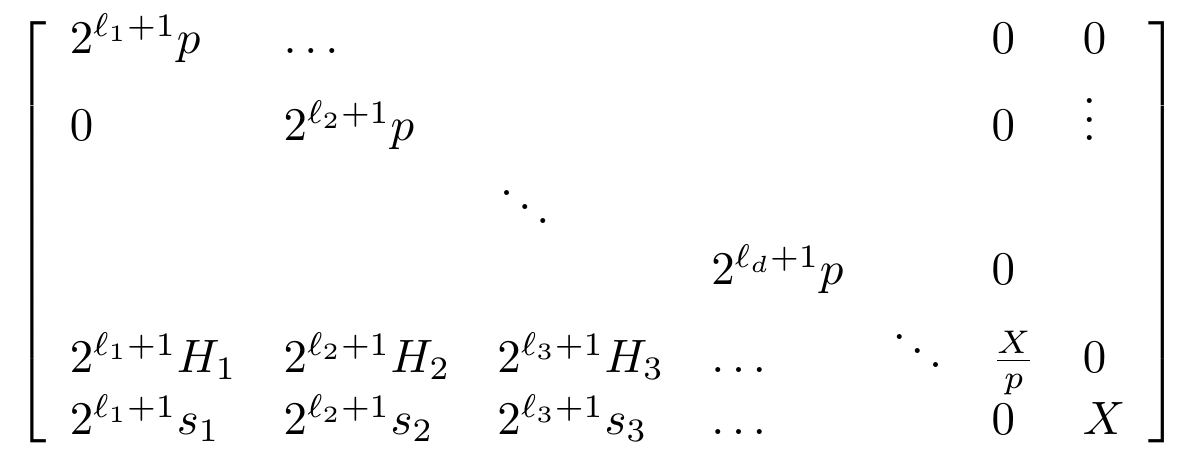 2^{ℓ_1+1}p … 0 0
0 2^{ℓ_2+1}p 0 ⋮
⋱
2^{ℓ_d+1}p 0
2^{ℓ_1+1}H_1 2^{ℓ_2+1}H_2 2^{ℓ_3+1}H_3 … ⋱ \frac{X}{p} 0
2^{ℓ_1+1}s_1 2^{ℓ_2+1}s_2 2^{ℓ_3+1}s_3 … 0 X